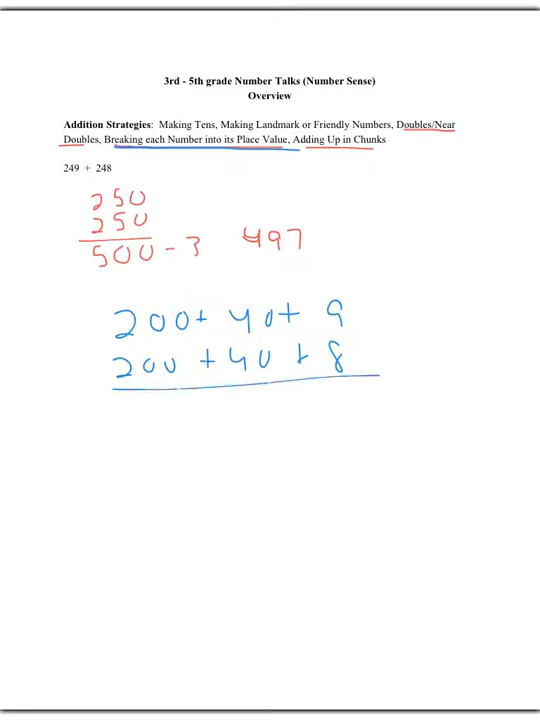 3rd - 5th grade Number Talks (Number Sense)
Overview
Addition Strategies: Making Tens, Making Landmark or Friendly Numbers, Doubles/Near
Doubles, Breaking each Number into its Place Value, Adding Up in Chunks
249 + 248
250
250
500 - 3 497
200 + 40 + 9
200 + 40 + 8